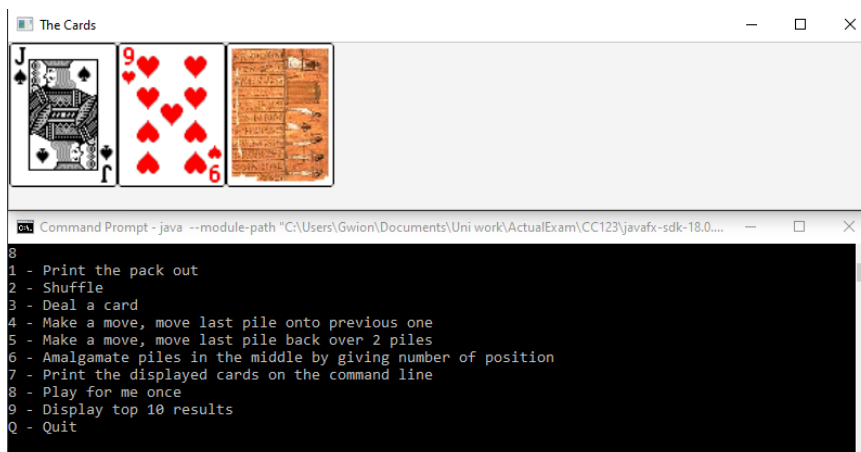 The Cards
J 9
6
Command Prompt - java --module-path "C:\Users\Gwion\Documents\Uni work\ActualExam\CC123\javafx-sdk-18.0....
8
1 - Print the pack out
2 - Shuffle
3 - Deal a card
4 - Make a move, move last pile onto previous one
5 - Make a move, move last pile back over 2 piles
6 - Amalgamate piles in the middle by giving number of position
7 - Print the displayed cards on the command line
8 - Play for me once
9 - Display top 10 results
Q - Quit